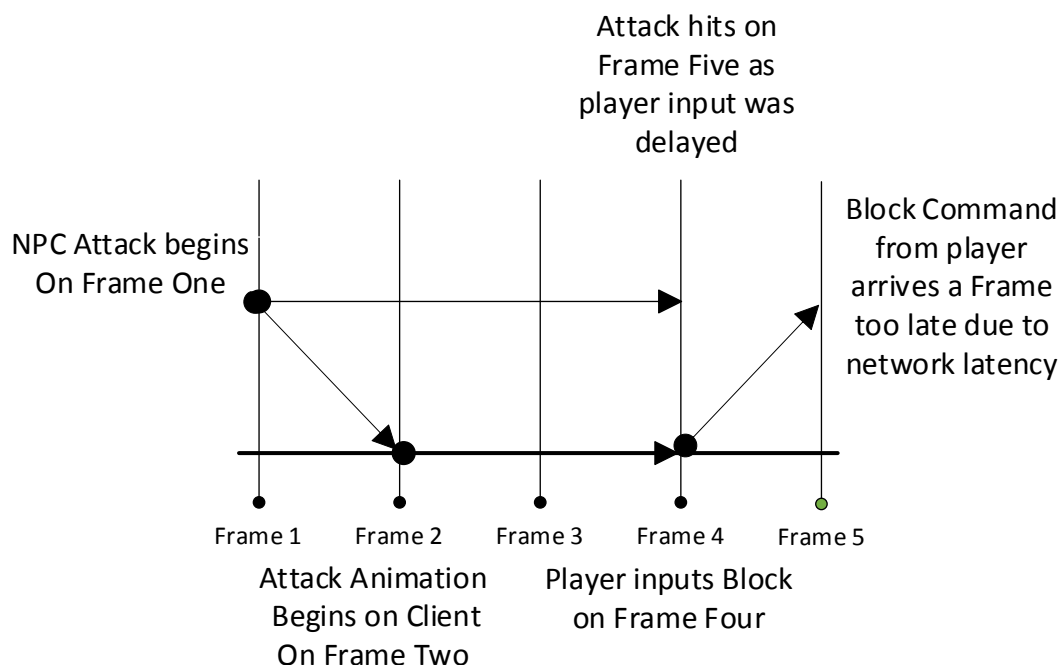 Attack hits on
Frame Five as
player input was
delayed
NPC Attack begins
On Frame One
Block Command
from player
arrives a Frame
too late due to
network latency
Frame 1
Frame 2
Frame 3
Frame 4
Frame 5
Attack Animation
Begins on Client
On Frame Two
Player inputs Block
on Frame Four